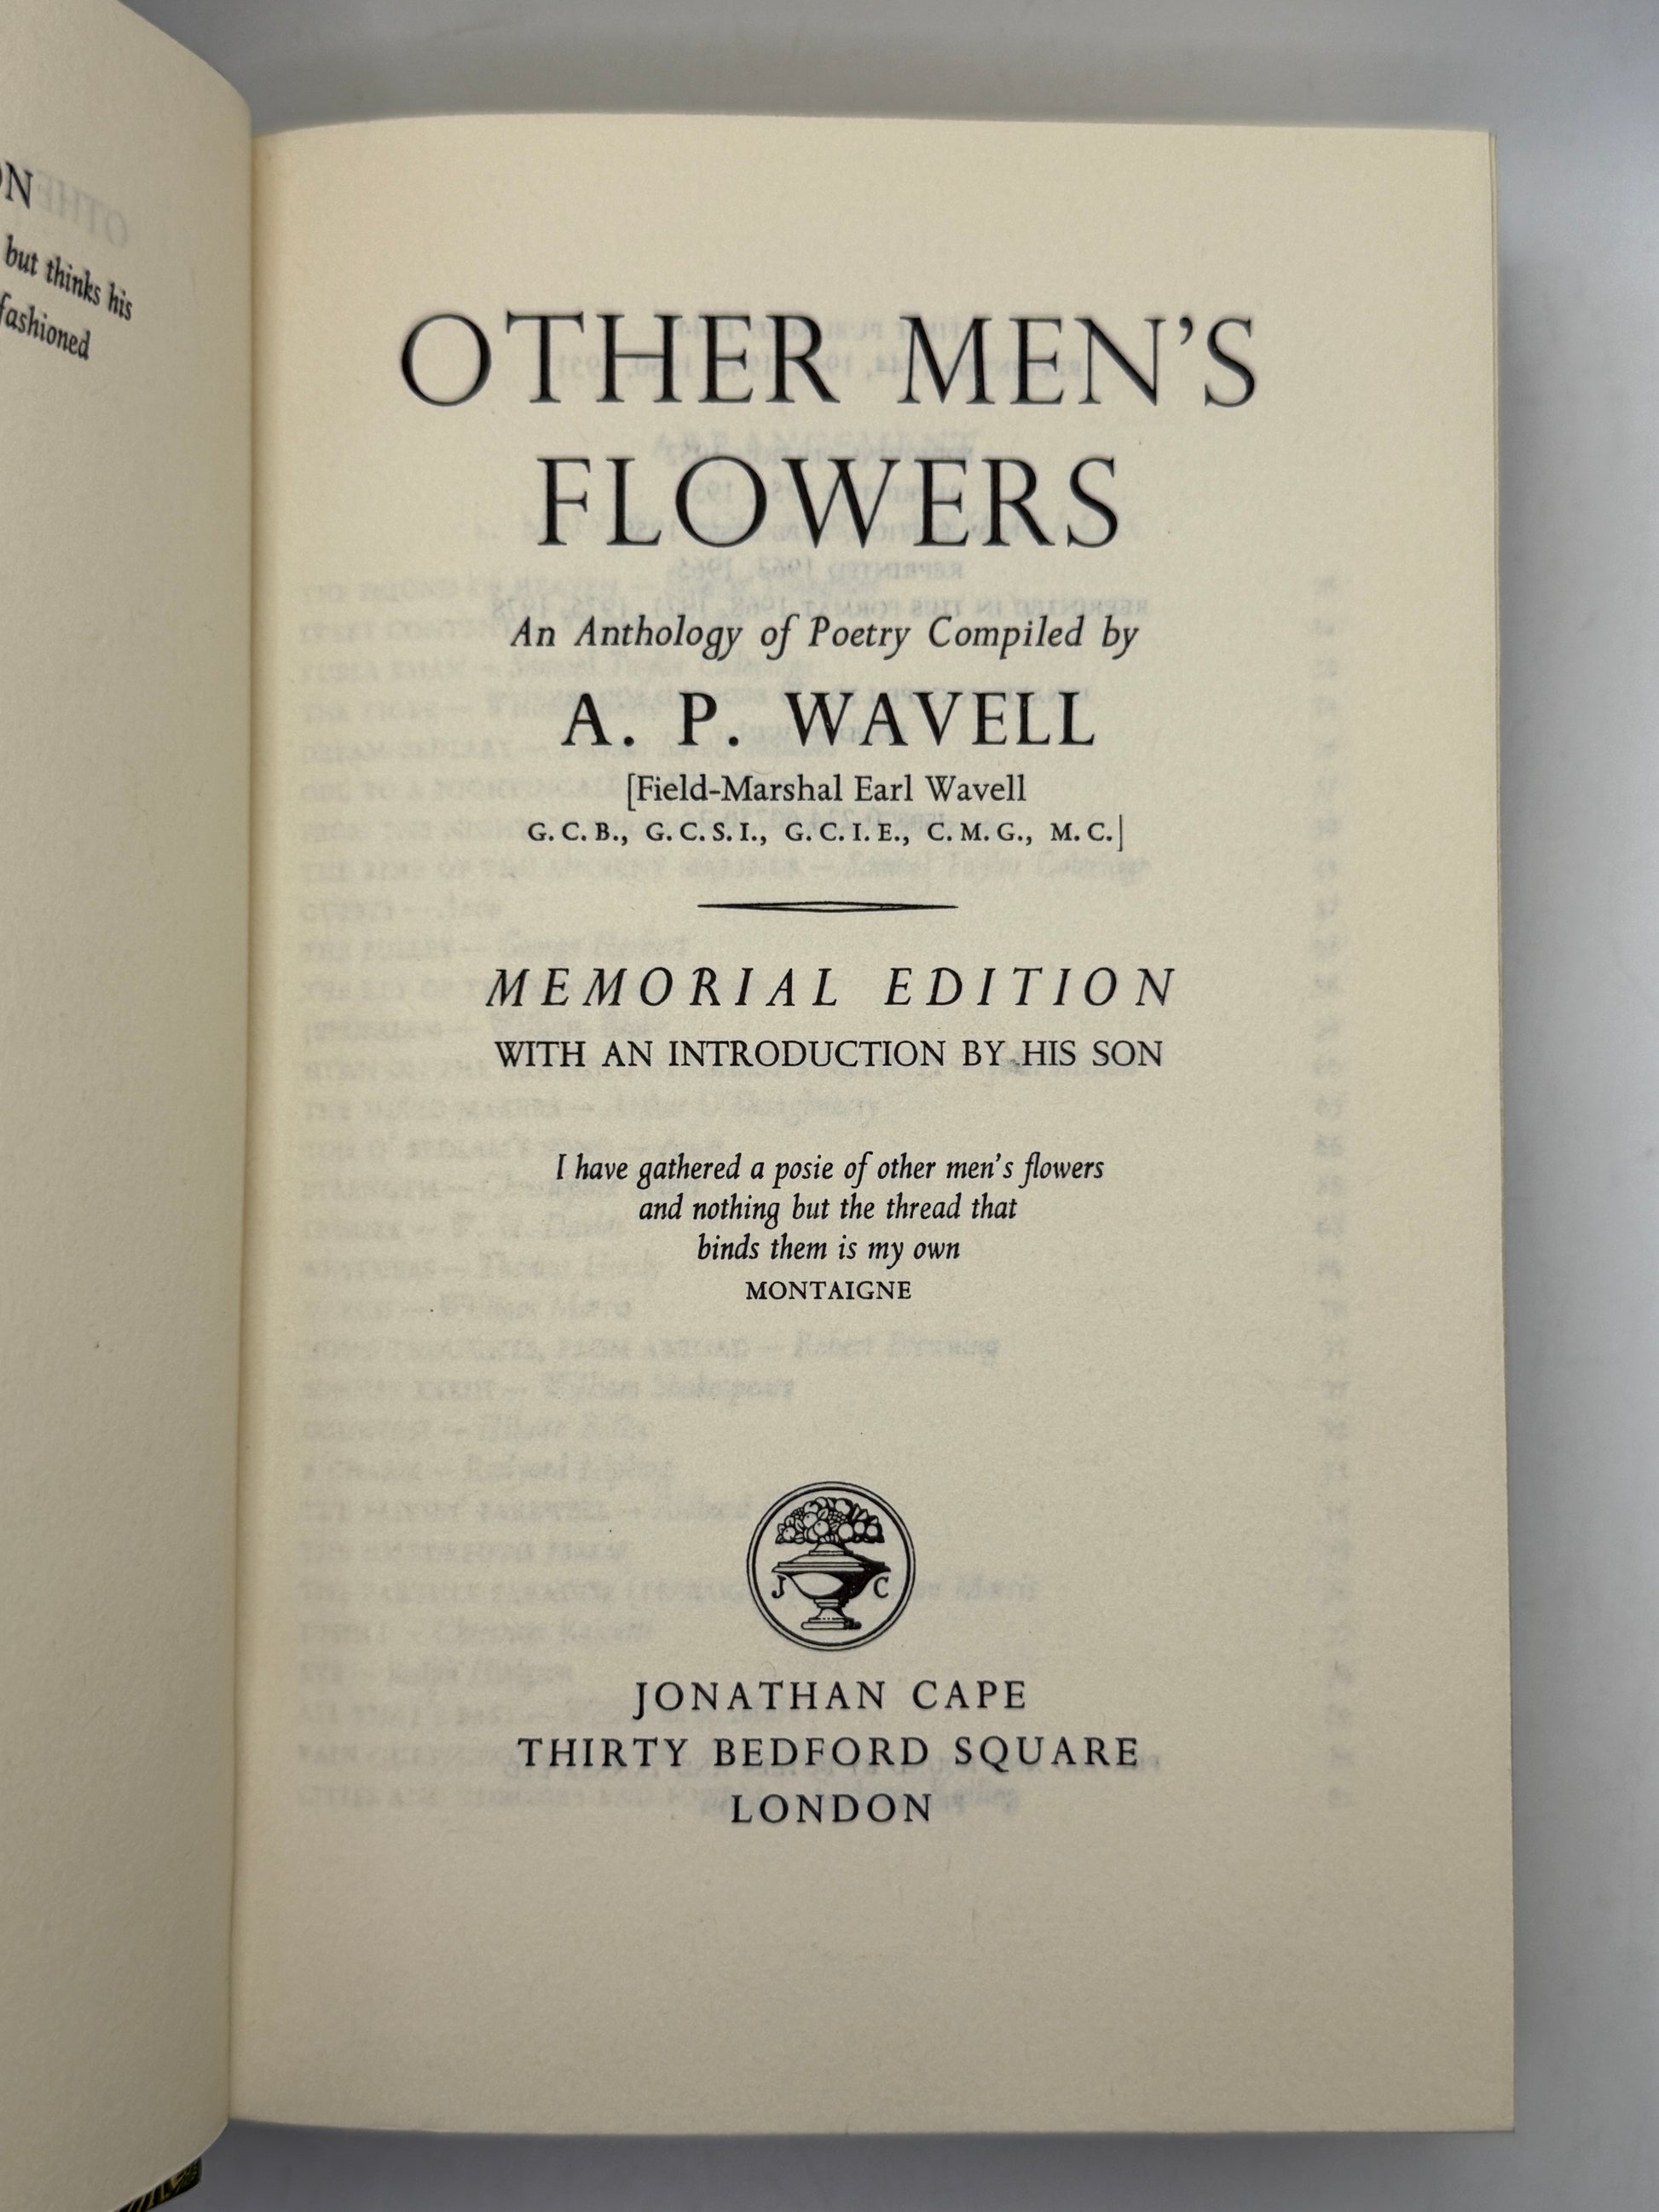 ON
but thinks his
fashioned
OTHER MEN'S
FLOWERS
An Anthology of Poetry Compiled by
A. P. WAVELL
[Field-Marshal Earl Wavell
G.C.B., G.C.S.I., G.C.I.E., C.M.G., M.C.]
MEMORIAL EDITION
WITH AN INTRODUCTION BY HIS SON
I have gathered a posie of other men's flowers
and nothing but the thread that
binds them is my own
MONTAIGNE
J C
JONATHAN CAPE
THIRTY BEDFORD SQUARE
LONDON